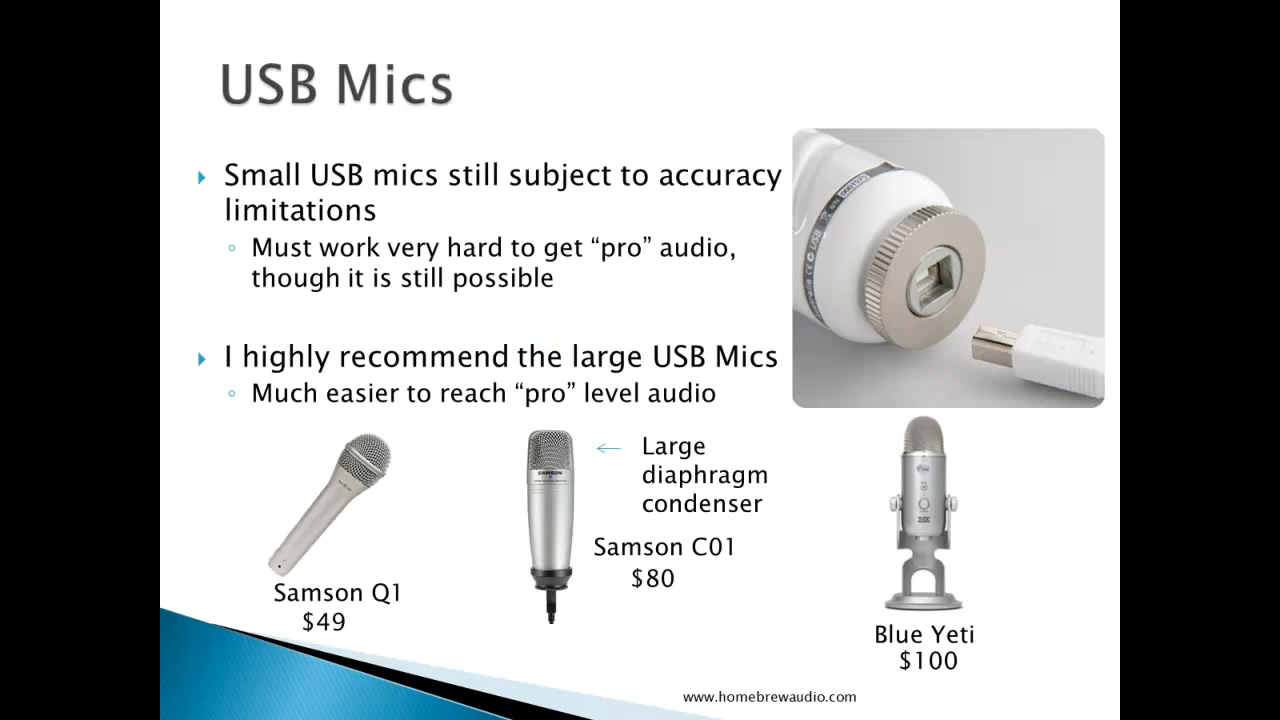 USB Mics
Small USB mics still subject to accuracy
limitations
Must work very hard to get “pro” audio,
though it is still possible
I highly recommend the large USB Mics
Much easier to reach “pro” level audio
Large
diaphragm
condenser
SAMSON
Samson Q1
$49
Samson C01
$80
Blue Yeti
$100
www.homebrewaudio.com